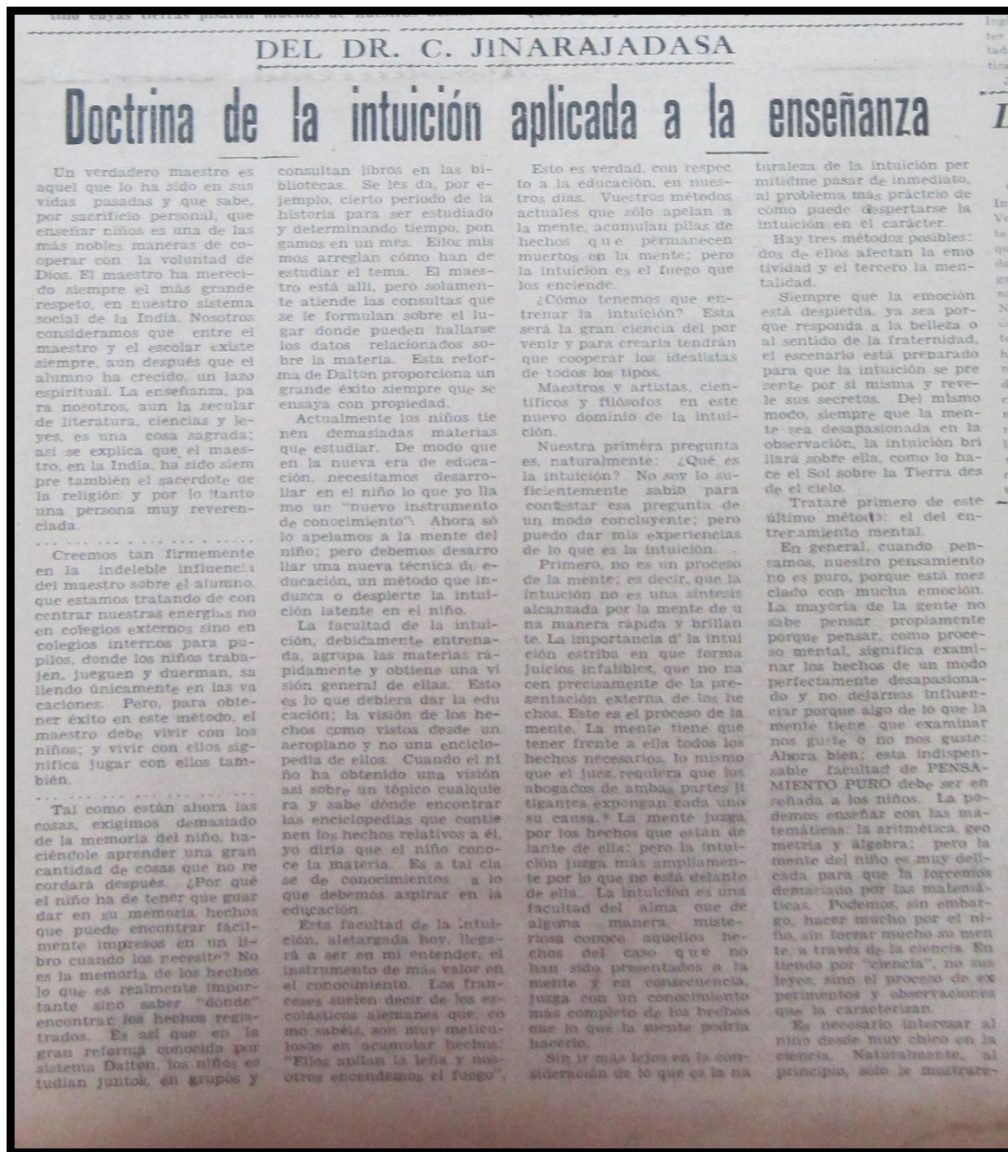 DEL DR. C. JINARAJADASA
Doctrina de la intuición aplicada a la enseñanza
Un verdadero maestro es
aquel que lo ha sido en sus
vidas pasadas y que sabe,
por sacrificio personal, que
enseñar niños es una de las
más nobles maneras de co-
operar con la voluntad de
Dios. El maestro ha mereci-
do siempre el más grande
respeto, en nuestro sistema
social de la India. Nosotros
consideramos que entre el
maestro y el escolar existe
siempre, aun después que el
alumno ha crecido, un lazo
espiritual. La enseñanza, pa
ra nosotros, aun la secular
de literatura, ciencias y le-
yes, es una cosa sagrada;
así se explica que el maes-
tro, en la India, ha sido siem
pre también el sacerdote de
la religión y por lo tanto
una persona muy reveren-
ciada.
Creemos tan firmemente
en la indeleble influencia
del maestro sobre el alumno,
que estamos tratando de con
centrar nuestras energías no
en colegios externos sino en
colegios internos para pu-
pilos, donde los niños traba-
jen, jueguen y duerman, sa
liendo únicamente en las va
caciones. Pero, para obte-
ner éxito en este método, el
maestro debe vivir con los
niños; y vivir con ellos sig-
nifica jugar con ellos tam-
bién.
Tal como están ahora las
cosas, exigimos demasiado
de la memoria del niño, ha-
ciéndole aprender una gran
cantidad de cosas que no re
cordará después. ¿Por qué
el niño ha de tener que guar
dar en su memoria hechos
que puede encontrar fácil-
mente impresos en un li-
bro cuando los necesite? No
es la memoria de los hechos
lo que es realmente impor-
tante sino saber "donde"
encontrar los hechos regis-
trados. Es así que en la
gran reforma conocida por
sistema Dalton, los niños es
tudian juntos, en grupos y
consultan libros en las bi-
bliotecas. Se les da, por e-
jemplo, cierto período de la
historia para ser estudiado
y determinando tiempo, pon
gamos en un mes. Ellos mis
mos arreglan cómo han de
estudiar el tema. El maes-
tro está allí, pero solamen-
te atiende las consultas que
se le formulan sobre el lu-
gar donde pueden hallarse
los datos relacionados so-
bre la materia. Esta refor-
ma de Dalton proporciona un
grande éxito siempre que se
ensaya con propiedad.
Actualmente los niños tie
nen demasiadas materias
que estudiar. De modo que
en la nueva era de educa-
ción, necesitamos desarro-
llar en el niño lo que yo lla
mo un "nuevo instrumento
de conocimiento". Ahora só
lo apelamos a la mente del
niño; pero debemos desarro
llar una nueva técnica de e-
ducación, un método que in-
duzca o despierte la intui-
ción latente en el niño.
La facultad de la intui-
ción, debidamente entrena-
da, agrupa las materias rá-
pidamente y obtiene una vi
sión general de ellas. Esto
es lo que debiera dar la edu
cación; la visión de los he-
chos como vistos desde un
aeroplano y no una enciclo-
pedia de ellos. Cuando el ni
ño ha obtenido una visión
así sobre un tópico cualquie
ra y sabe dónde encontrar
las enciclopedias que contie
nen los hechos relativos a él,
yo diría que el niño cono-
ce la materia. Es a tal cla
se de conocimientos a lo
que debemos aspirar en la
educación.
Esta facultad de la intui-
ción, aletargada hoy, llega-
rá a ser en mi entender, el
instrumento de más valor en
el conocimiento. Los fran-
ceses suelen decir de los es-
colásticos alemanes que, co
mo sabéis, son muy meticu-
losos en acumular hechos:
"Ellos apilan la leña y nos-
otros encendemos el fuego".
Esto es verdad, con respec
to a la educación, en nues-
tros días. Vuestros métodos
actuales que sólo apelan a
la mente, acumulan pilas de
hechos que permanecen
muertos en la mente; pero
la intuición es el fuego que
los enciende.
¿Cómo tenemos que en-
trenar la intuición? Esta
será la gran ciencia del por
venir y para crearla tendrán
que cooperar los idealistas
de todos los tipos.
Maestros y artistas, cien-
tíficos y filósofos en este
nuevo dominio de la intui-
ción.
Nuestra primera pregunta
es, naturalmente: ¿Qué es
la intuición? No soy lo su-
ficientemente sabio para
contestar esa pregunta de
un modo concluyente; pero
puedo dar mis experiencias
de lo que es la intuición.
Primero, no es un proceso
de la mente; es decir, que la
intuición no es una síntesis
alcanzada por la mente de u
na manera rápida y brillan
te. La importancia d' la intui
ción estriba en que forma
juicios infalibles, que no na
cen precisamente de la pre-
sentación externa de los he
chos. Este es el proceso de la
mente. La mente tiene que
tener frente a ella todos los
hechos necesarios, lo mismo
que el juez requiera que los
abogados de ambas partes li
tigantes expongan cada uno
su causa. La mente juzga
por los hechos que están de
lante de ella; pero la intui-
ción juzga más ampliamen-
te por lo que no está delante
de ella. La intuición es una
facultad del alma que de
alguna manera miste-
riosa conoce aquellos he-
chos del caso que no
han sido presentados a la
mente y en consecuencia,
juzga con un conocimiento
más completo de los hechos
que lo que la mente podría
hacerlo.
Sin ir más lejos en la con-
sideración de lo que es la na
turaleza de la intuición per
mitidme pasar de inmediato,
al problema más práctcio de
cómo puede despertarse la
intuición en el carácter.
Hay tres métodos posibles:
dos de ellos afectan la emo
tividad y el tercero la men-
talidad.
Siempre que la emoción
está despierda, ya sea por-
que responda a la belleza o
al sentido de la fraternidad,
el escenario está preparado
para que la intuición se pre
sente por sí misma y reve-
le sus secretos. Del mismo
modo, siempre que la men-
te sea desapasionada en la
observación, la intuición bri
llará sobre ella, como lo ha-
ce el Sol sobre la Tierra des
de el cielo.
Trataré primero de este
último método: el del en-
trenamiento mental.
En general, cuando pen-
samos, nuestro pensamiento
no es puro, porque está mez
clado con mucha emoción.
La mayoría de la gente no
sabe pensar propiamente
porque pensar, como proce-
so mental, significa exami-
nar los hechos de un modo
perfectamente desapasiona-
do y no dejarnos influen-
ciar porque algo de lo que la
mente tiene que examinar
nos guste o no nos guste.
Ahora bien; esta indispen-
sable facultad de PENSA-
MIENTO PURO debe ser en
señada a los niños. La po-
demos enseñar con las ma-
temáticas: la aritmética, geo
metría y álgebra; pero la
mente del niño es muy deli-
cada para que la forcemos
demasiado por las matemá-
ticas. Podemos, sin embar-
go, hacer mucho por el ni-
ño, sin forzar mucho su men
te, a través de la ciencia. En
tiendo por "ciencia", no sus
leyes, sino el proceso de ex
perimentos y observaciones
que la caracterizan.
Es necesario interesar al
niño desde muy chico en la
ciencia. Naturalmente, al
principio, sólo le mostrare-